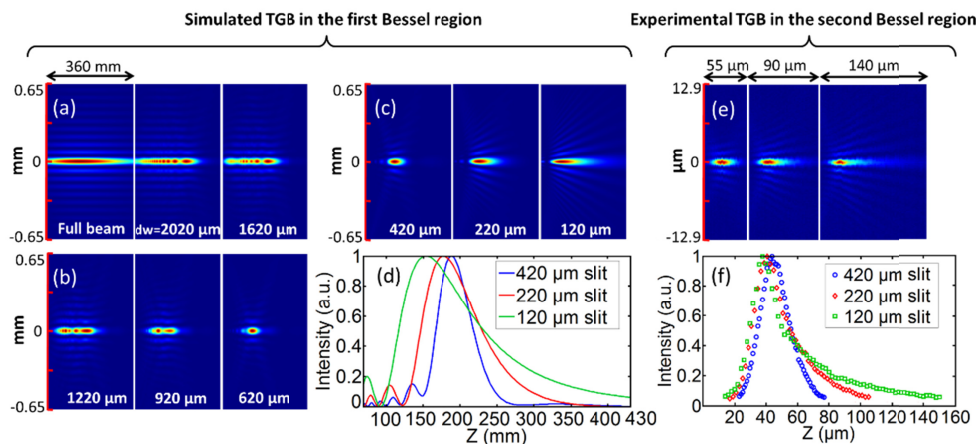 Simulated TGB in the first Bessel region
Experimental TGB in the second Bessel region
360 mm
0.65
(a)
mm
0
-0.65
Full beam
dw=2020 µm
1620 µm
(c)
420 µm
220 µm
120 µm
55 µm
90 µm
140 µm
12.9
(e)
µm
0
-12.9
0.65
(b)
mm
0
-0.65
1220 µm
920 µm
620 µm
(d)
420 µm slit
220 µm slit
120 µm slit
Intensity (a.u.)
1
0.8
0.6
0.4
0.2
0
100 150 200 250 300 350 400 430
Z (mm)
(f)
420 µm slit
220 µm slit
120 µm slit
Intensity (a.u.)
1
0.8
0.6
0.4
0.2
0
0 20 40 60 80 100 120 140 160
Z (µm)